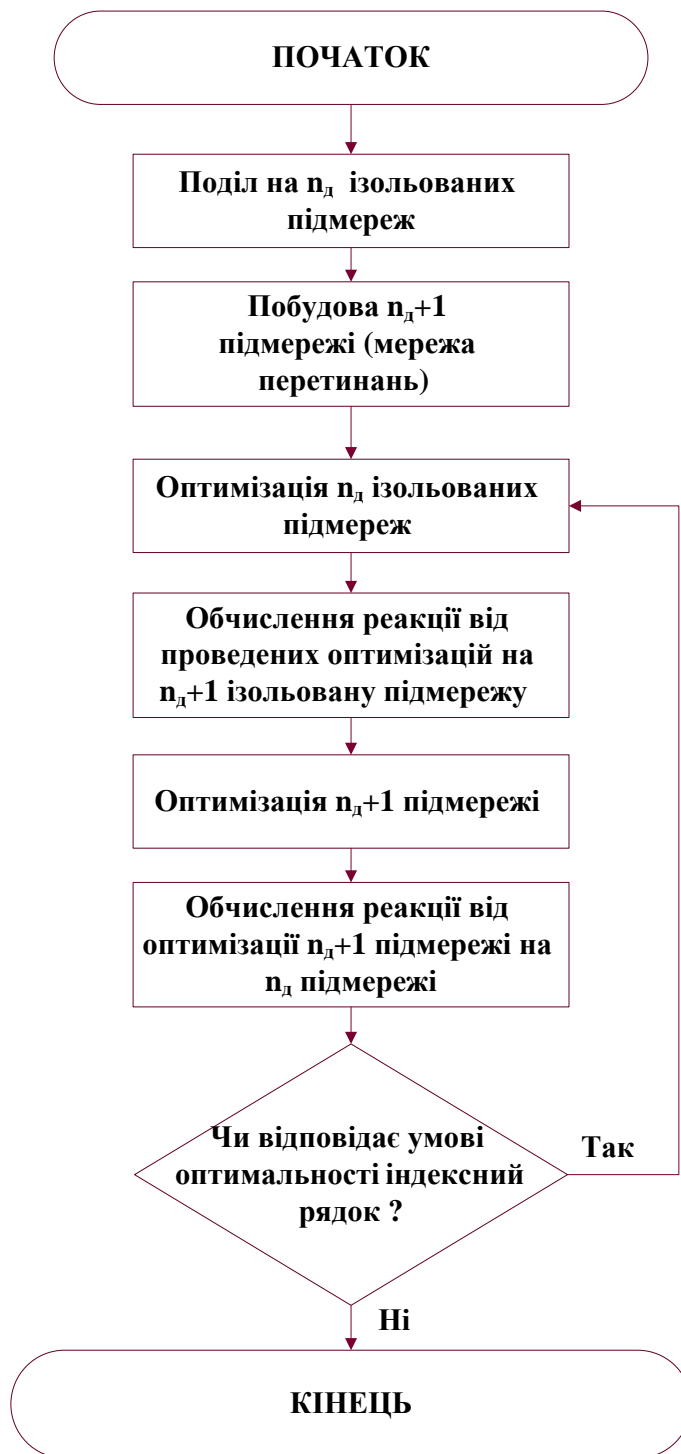 ПОЧАТОК
Поділ на nд ізольованих
підмереж
Побудова nд+1
підмережі (мережа
перетинань)
Оптимізація nд ізольованих
підмереж
Обчислення реакції від
проведених оптимізацій на
nд+1 ізольовану підмережу
Оптимізація nд+1 підмережі
Обчислення реакції від
оптимізації nд+1 підмережі на
nд підмережі
Чи відповідає умові
оптимальності індексний
рядок ?
Так
Ні
КІНЕЦЬ